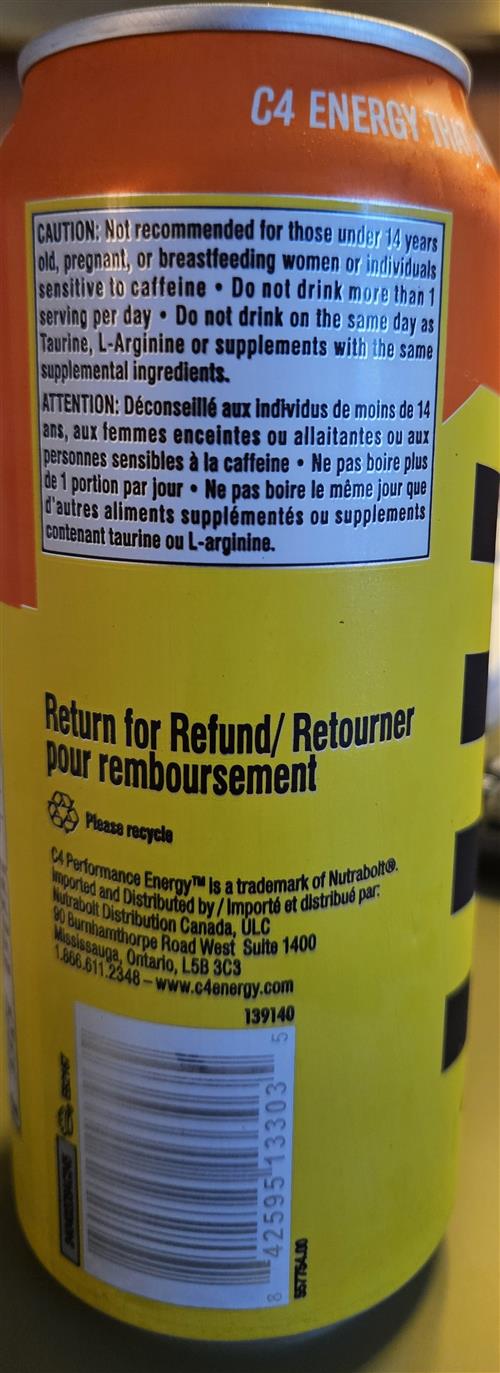 C4 ENERGY
CAUTION: Not recommended for those under 14 years
old, pregnant, or breastfeeding women or individuals
sensitive to caffeine • Do not drink more than 1
serving per day • Do not drink on the same day as
Taurine, L-Arginine or supplements with the same
supplemental ingredients.
ATTENTION: Déconseillé aux individus de moins de 14
ans, aux femmes enceintes ou allaitantes ou aux
personnes sensibles à la caffeine • Ne pas boire plus
de 1 portion par jour • Ne pas boire le même jour que
d'autres aliments supplémentés ou supplements
contenant taurine ou L-arginine.
Return for Refund/ Retourner
pour remboursement
Please recycle
C4 Performance Energy™ is a trademark of Nutrabolt®.
Imported and Distributed by / Importé et distribué par:
Nutrabolt Distribution Canada, ULC
90 Burnhamthorpe Road West Suite 1400
Mississauga, Ontario, L5B 3C3
1.866.611.2348 – www.c4energy.com
139140
8 42595 13303 5
557754.00